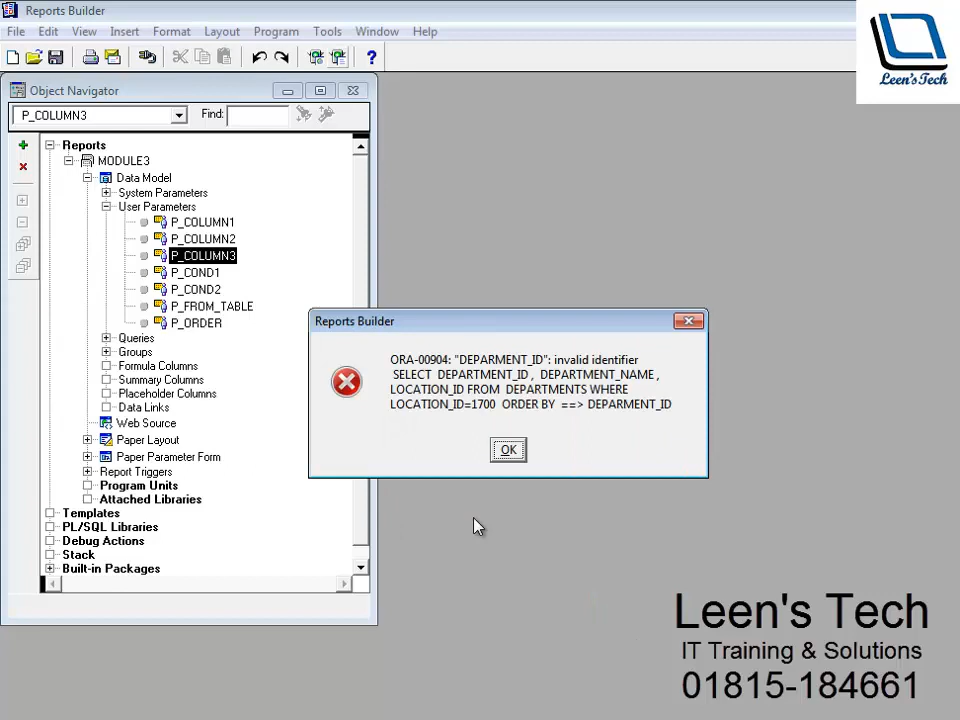 Reports Builder
File Edit View Insert Format Layout Program Tools Window Help
Leen'sTech
Object Navigator
P_COLUMN3 Find:
Reports
MODULE3
Data Model
System Parameters
User Parameters
P_COLUMN1
P_COLUMN2
P_COLUMN3
P_COND1
P_COND2
P_FROM_TABLE
P_ORDER
Queries
Groups
Formula Columns
Summary Columns
Placeholder Columns
Data Links
Web Source
Paper Layout
Paper Parameter Form
Report Triggers
Program Units
Attached Libraries
Templates
PL/SQL Libraries
Debug Actions
Stack
Built-in Packages
Reports Builder
ORA-00904: "DEPARMENT_ID": invalid identifier
SELECT DEPARTMENT_ID , DEPARTMENT_NAME ,
LOCATION_ID FROM DEPARTMENTS WHERE
LOCATION_ID=1700 ORDER BY ==> DEPARMENT_ID
OK
Leen's Tech
IT Training & Solutions
01815-184661